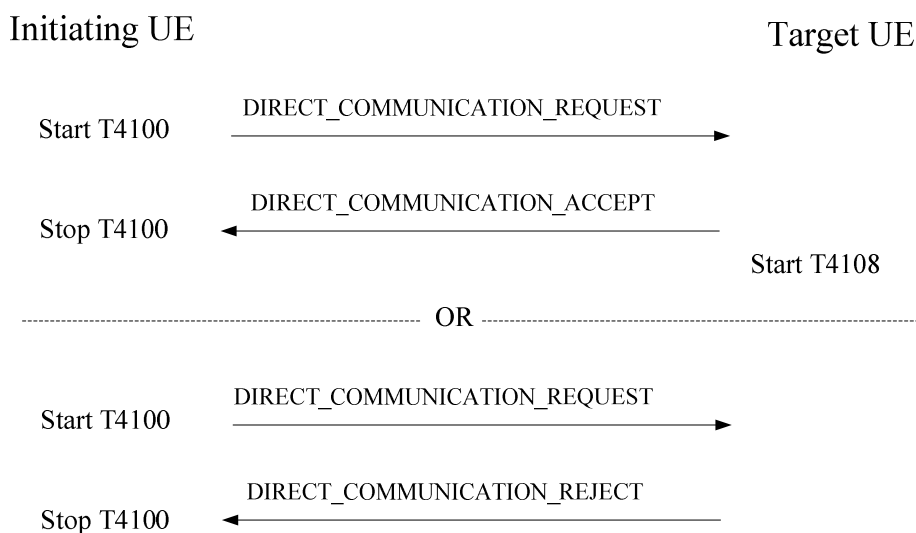 Initiating UE
Target UE
DIRECT_COMMUNICATION_REQUEST
Start T4100
DIRECT_COMMUNICATION_ACCEPT
Stop T4100
Start T4108
OR
DIRECT_COMMUNICATION_REQUEST
Start T4100
DIRECT_COMMUNICATION_REJECT
Stop T4100